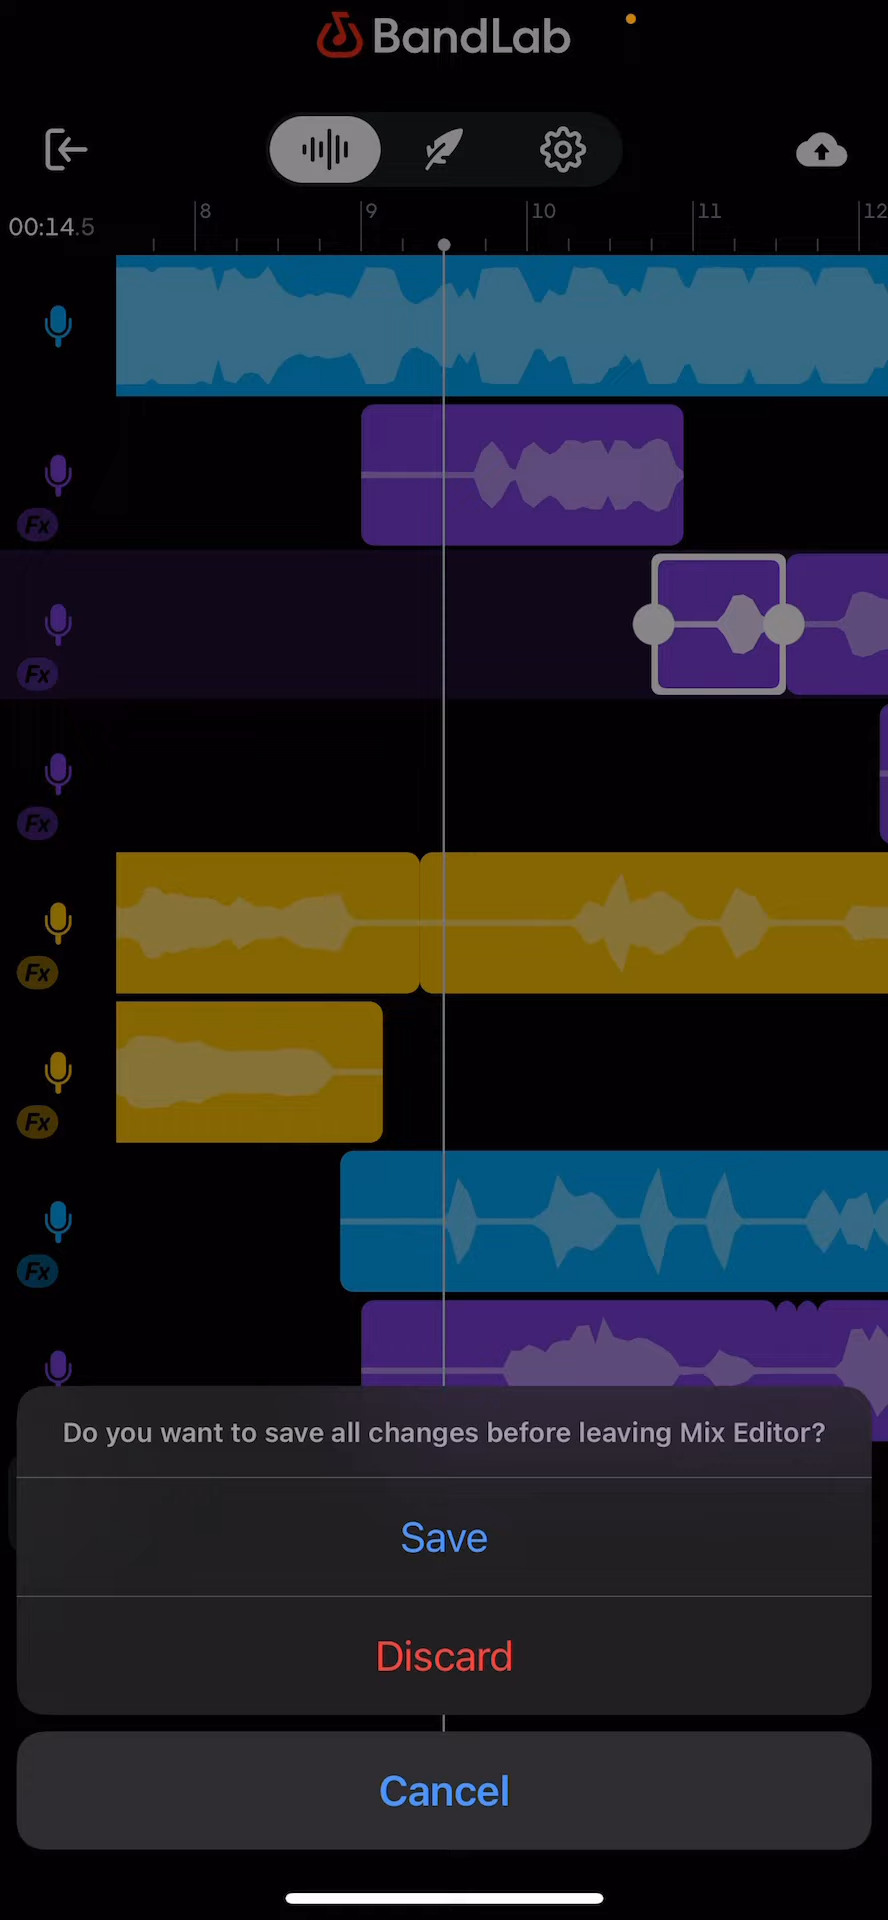 BandLab
00:14.5
8
9
10
11
12
Fx
Fx
Fx
Fx
Fx
Fx
Do you want to save all changes before leaving Mix Editor?
Save
Discard
Cancel